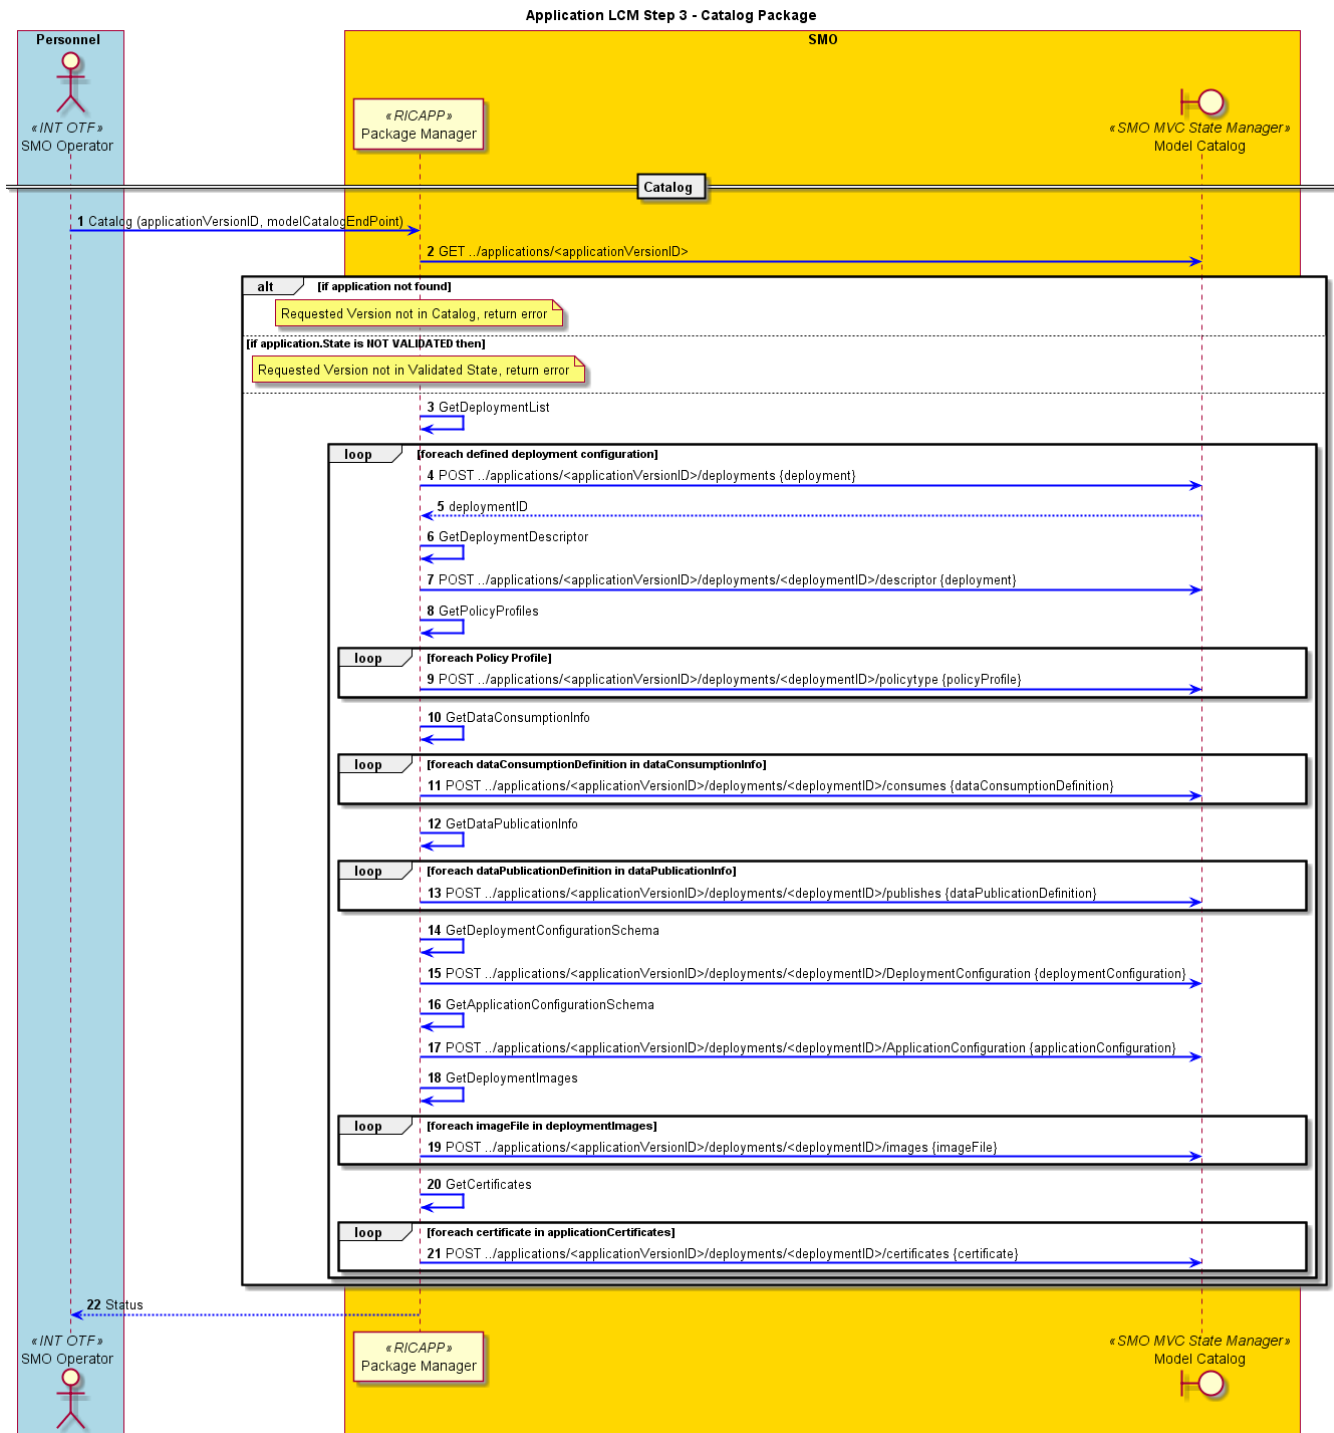 Application LCM Step 3 - Catalog Package
Personnel
SMO
«INT OTF»
SMO Operator
«RICAPP»
Package Manager
«SMO MVC State Manager»
Model Catalog
Catalog
1 Catalog (applicationVersionID, modelCatalogEndPoint)
2 GET ../applications/<applicationVersionID>
alt [if application not found]
Requested Version not in Catalog, return error
[if application.State is NOT VALIDATED then]
Requested Version not in Validated State, return error
3 GetDeploymentList
loop [foreach defined deployment configuration]
4 POST ../applications/<applicationVersionID>/deployments {deployment}
5 deploymentID
6 GetDeploymentDescriptor
7 POST ../applications/<applicationVersionID>/deployments/<deploymentID>/descriptor {deployment}
8 GetPolicyProfiles
loop [foreach Policy Profile]
9 POST ../applications/<applicationVersionID>/deployments/<deploymentID>/policytype {policyProfile}
10 GetDataConsumptionInfo
loop [foreach dataConsumptionDefinition in dataConsumptionInfo]
11 POST ../applications/<applicationVersionID>/deployments/<deploymentID>/consumes {dataConsumptionDefinition}
12 GetDataPublicationInfo
loop [foreach dataPublicationDefinition in dataPublicationInfo]
13 POST ../applications/<applicationVersionID>/deployments/<deploymentID>/publishes {dataPublicationDefinition}
14 GetDeploymentConfigurationSchema
15 POST ../applications/<applicationVersionID>/deployments/<deploymentID>/DeploymentConfiguration {deploymentConfiguration}
16 GetApplicationConfigurationSchema
17 POST ../applications/<applicationVersionID>/deployments/<deploymentID>/ApplicationConfiguration {applicationConfiguration}
18 GetDeploymentImages
loop [foreach imageFile in deploymentImages]
19 POST ../applications/<applicationVersionID>/deployments/<deploymentID>/images {imageFile}
20 GetCertificates
loop [foreach certificate in applicationCertificates]
21 POST ../applications/<applicationVersionID>/deployments/<deploymentID>/certificates {certificate}
22 Status
«INT OTF»
SMO Operator
«RICAPP»
Package Manager
«SMO MVC State Manager»
Model Catalog